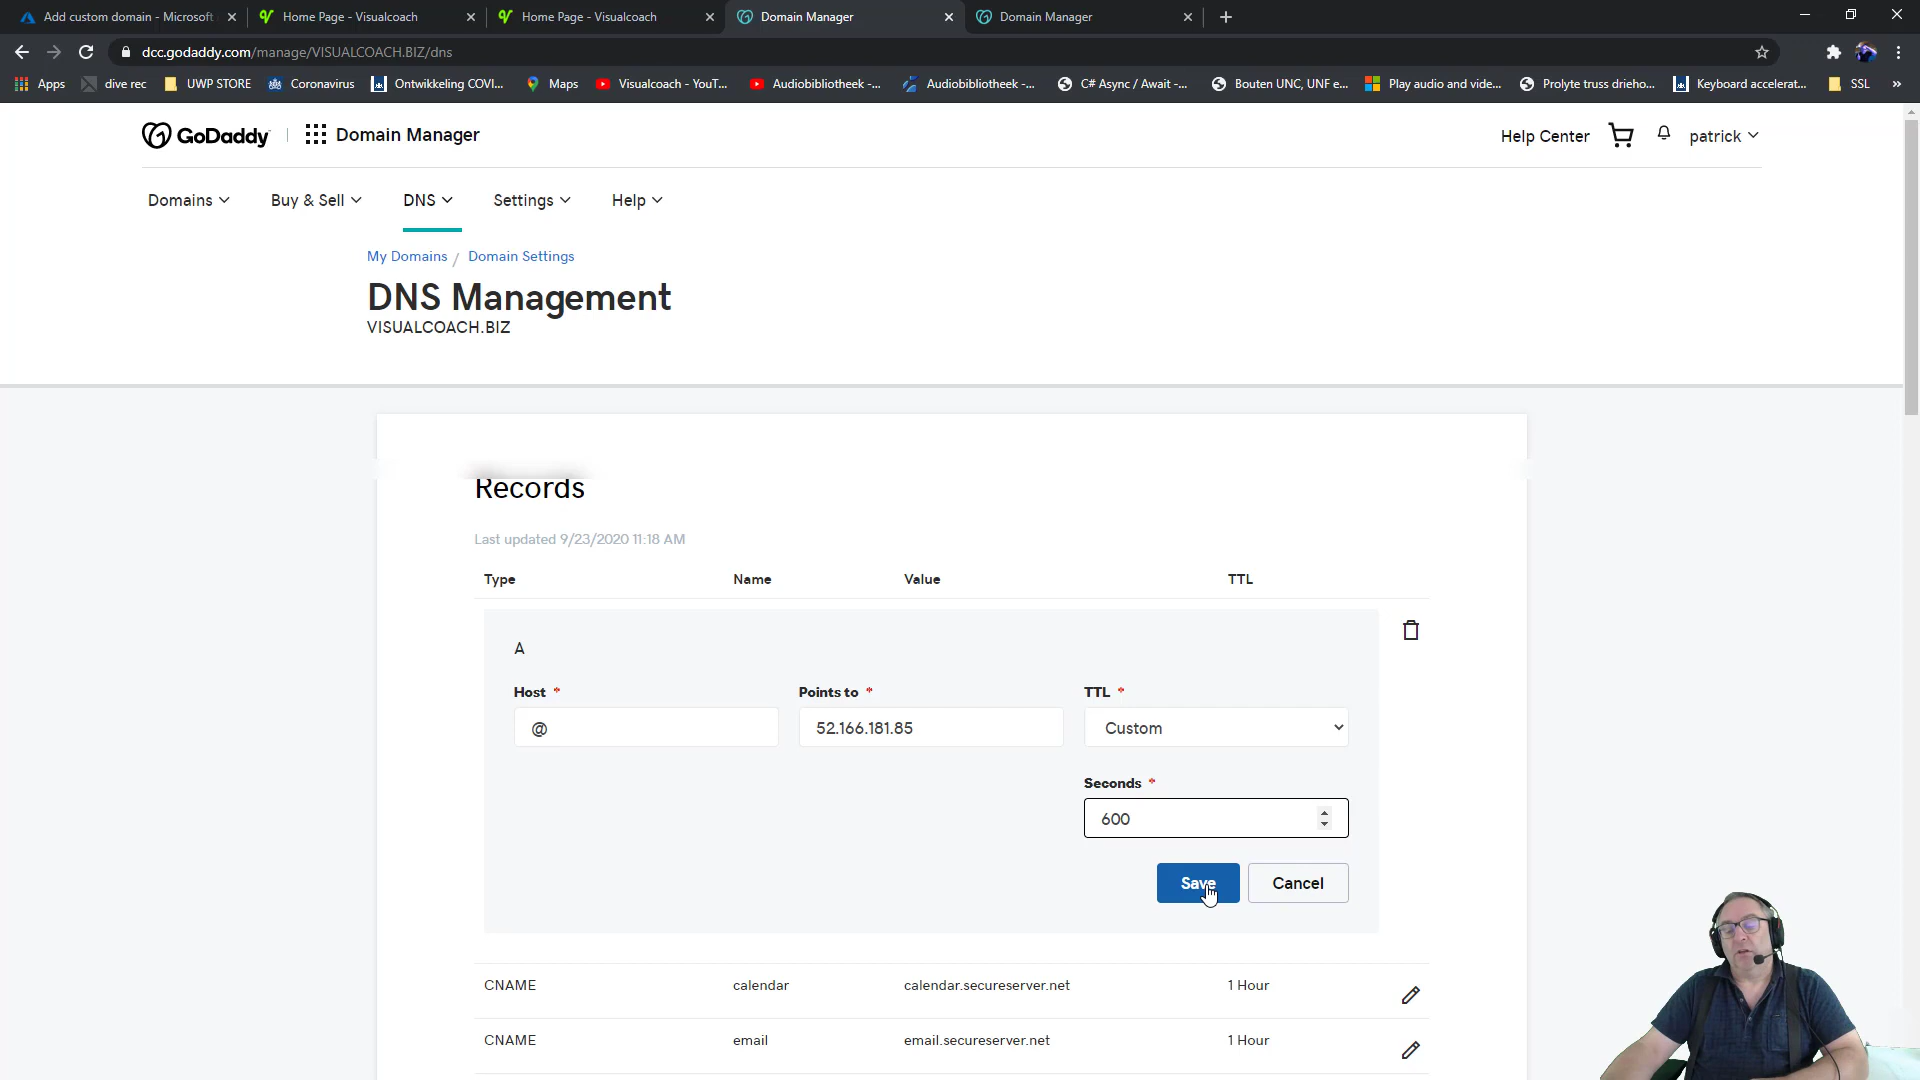 Add custom domain - Microsoft
Home Page - Visualcoach
Home Page - Visualcoach
Domain Manager
Domain Manager
dcc.godaddy.com/manage/VISUALCOACH.BIZ/dns
Apps
dive rec
UWP STORE
Coronavirus
Ontwikkeling COVI...
Maps
Visualcoach - YouT...
Audiobibliotheek -...
Audiobibliotheek -...
C# Async / Await -...
Bouten UNC, UNF e...
Play audio and vide...
Prolyte truss drieho...
Keyboard accelerat...
SSL
»
GoDaddy
Domain Manager
Help Center
patrick
Domains
Buy & Sell
DNS
Settings
Help
My Domains / Domain Settings
DNS Management
VISUALCOACH.BIZ
Records
Last updated 9/23/2020 11:18 AM
Type Name Value TTL
A
Host * Points to * TTL *
@ 52.166.181.85 Custom
Seconds *
600
Save Cancel
CNAME calendar calendar.secureserver.net 1 Hour
CNAME email email.secureserver.net 1 Hour